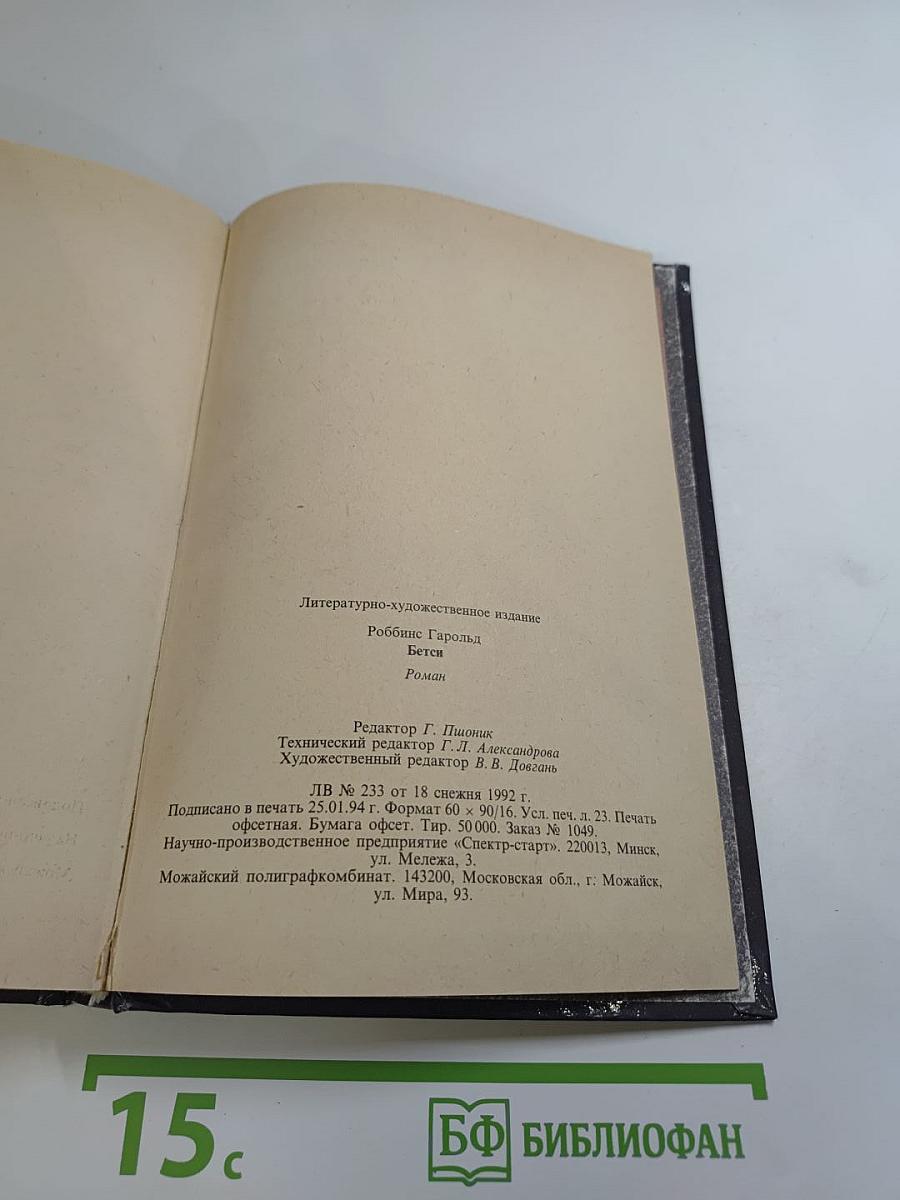 Литературно-художественное издание
Роббинс Гарольд
Бетси
Роман
Редактор Г. Пшоник
Технический редактор Г. Л. Александрова
Художественный редактор В. В. Довгань
ЛВ № 233 от 18 снежня 1992 г.
Подписано в печать 25.01.94 г. Формат 60 × 90/16. Усл. печ. л. 23. Печать
офсетная. Бумага офсет. Тир. 50 000. Заказ № 1049.
Научно-производственное предприятие «Спектр-старт». 220013, Минск,
ул. Мележа, 3.
Можайский полиграфкомбинат. 143200, Московская обл., г. Можайск,
ул. Мира, 93.
15 с
БФ БИБЛИОФАН